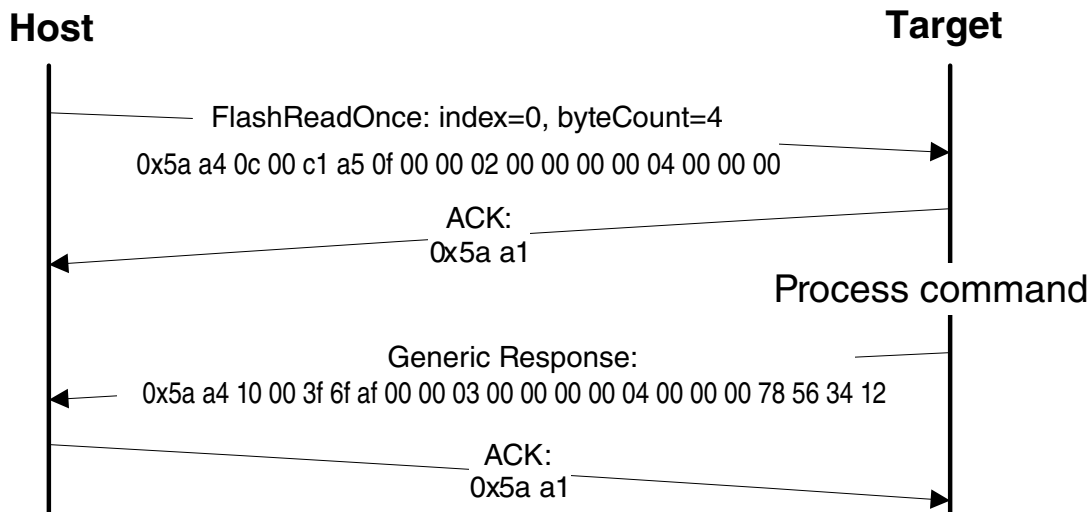 Host
Target
FlashReadOnce: index=0, byteCount=4
0x5a a4 0c 00 c1 a5 0f 00 00 02 00 00 00 00 04 00 00 00
ACK:
0x5a a1
Process command
Generic Response:
0x5a a4 10 00 3f 6f af 00 00 03 00 00 00 00 04 00 00 00 78 56 34 12
ACK:
0x5a a1